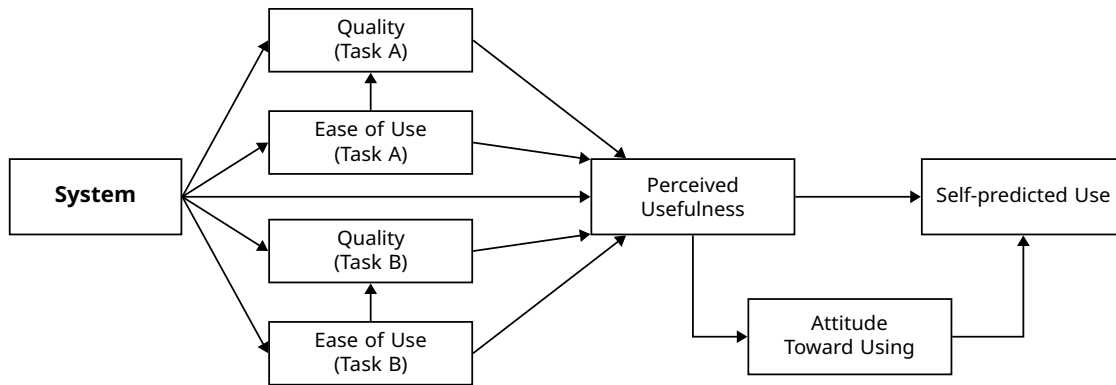 Quality
(Task A)
Ease of Use
(Task A)
System
Perceived
Usefulness
Self-predicted Use
Quality
(Task B)
Ease of Use
(Task B)
Attitude
Toward Using